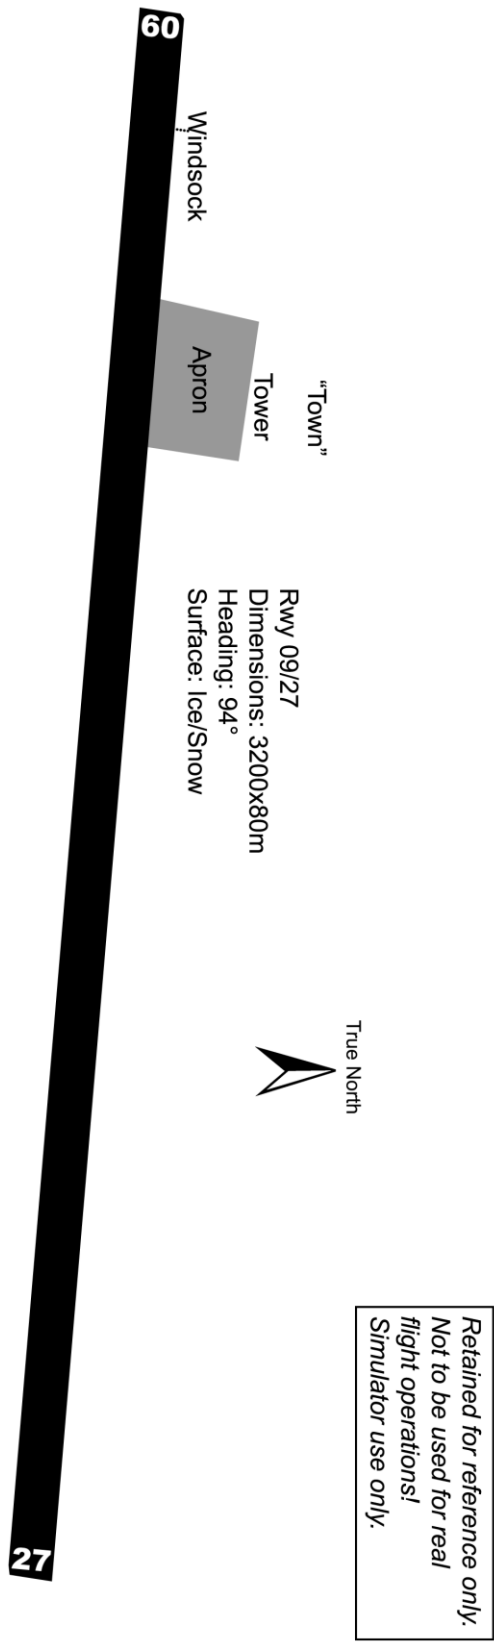 Retained for reference only.
Not to be used for real
flight operations!
Simulator use only.
True North
“Town”
Tower
Apron
Windsock
Rwy 09/27
Dimensions: 3200x80m
Heading: 94°
Surface: Ice/Snow
09
27